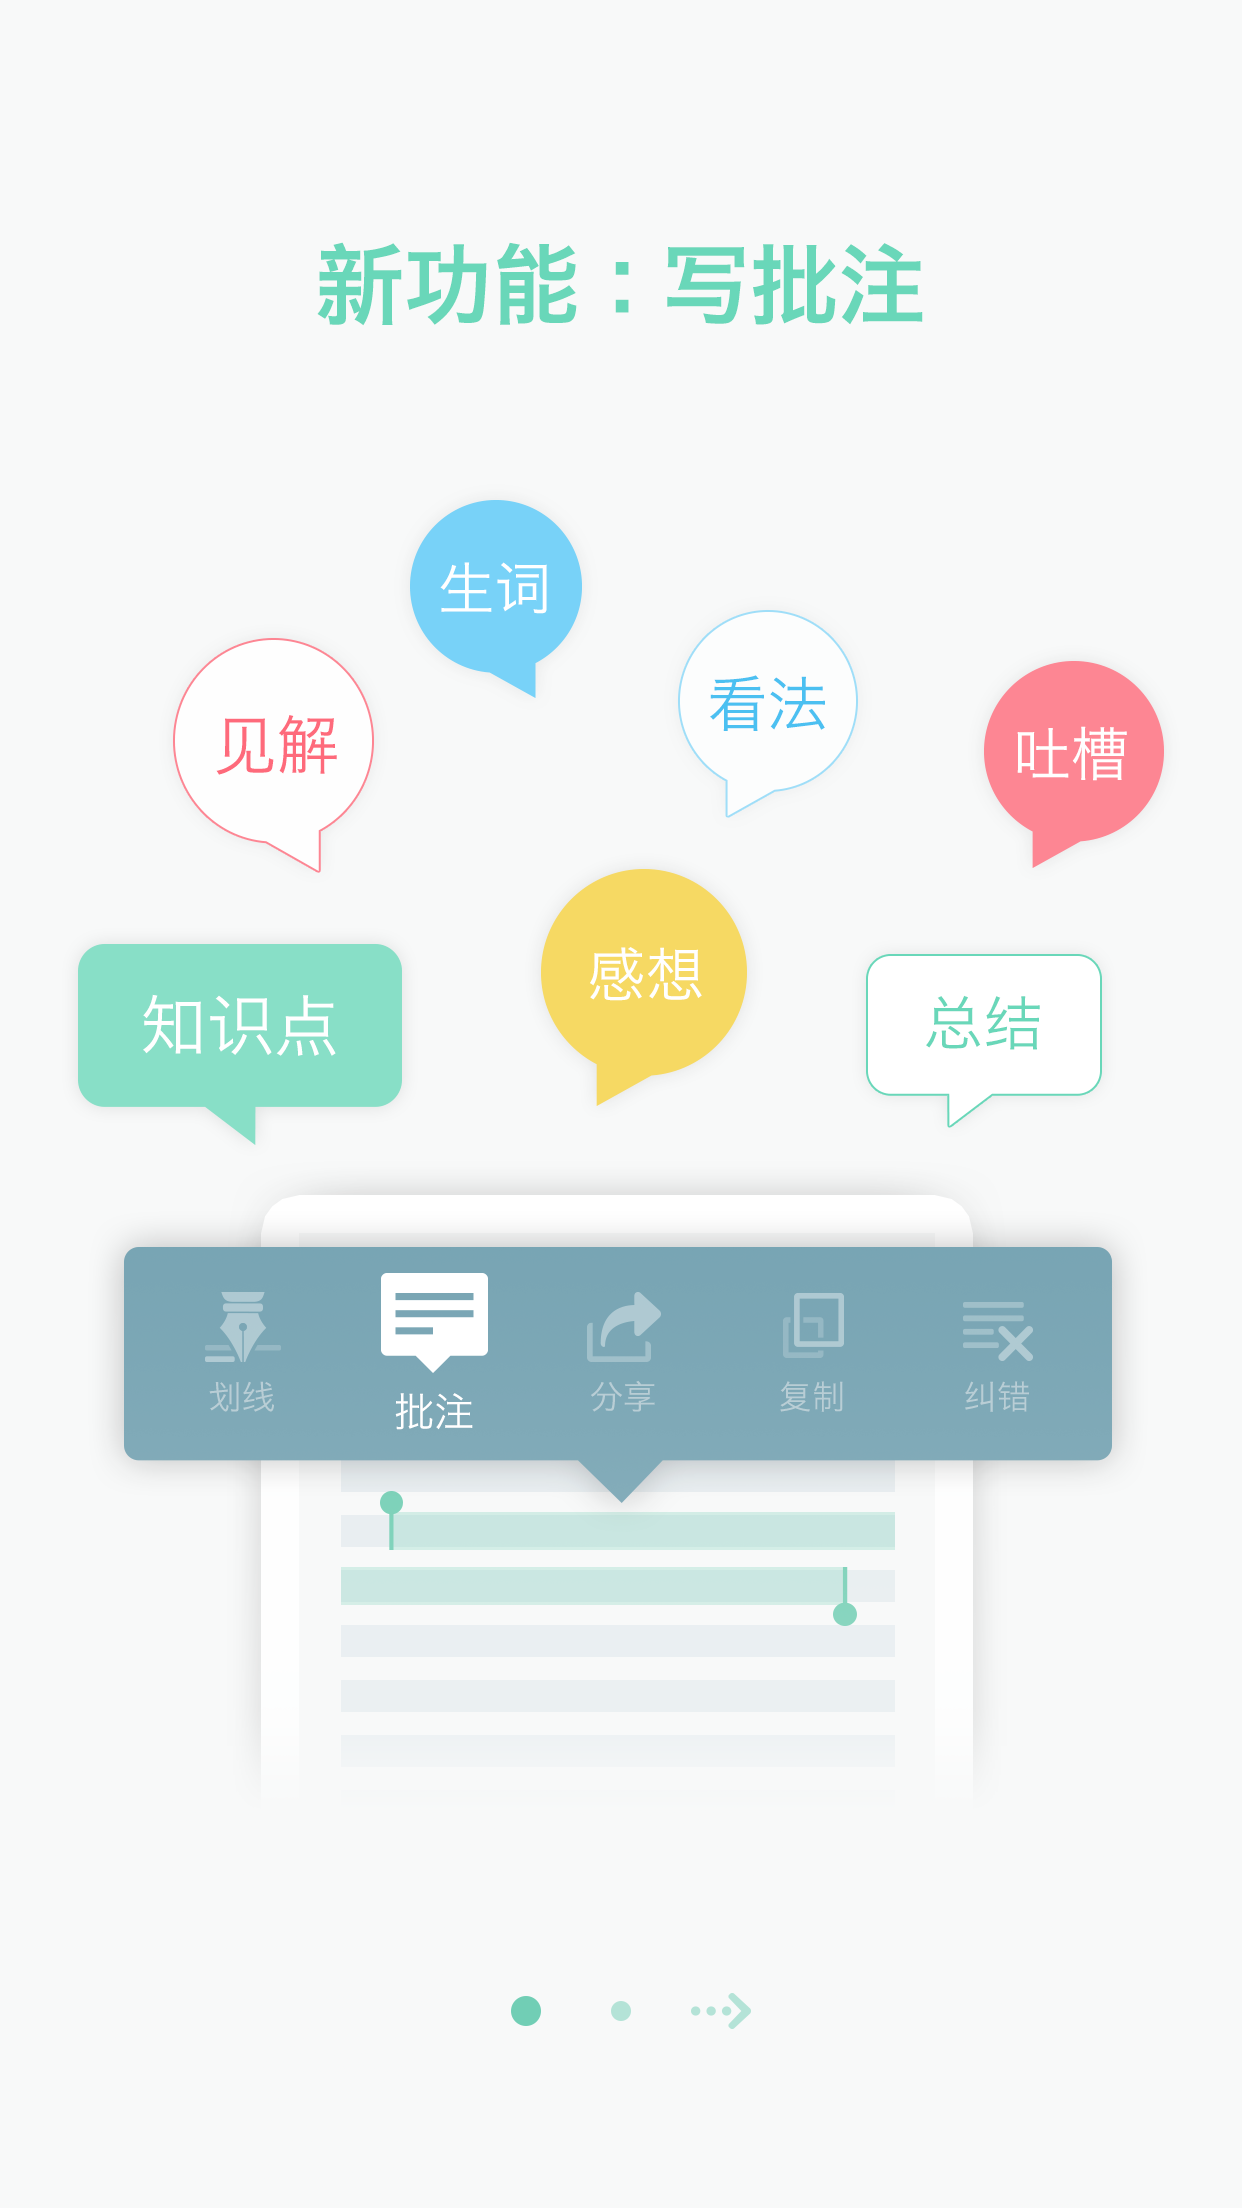 新功能：写批注
生词
看法
见解
吐槽
感想
知识点
总结
划线
批注
分享
复制
纠错